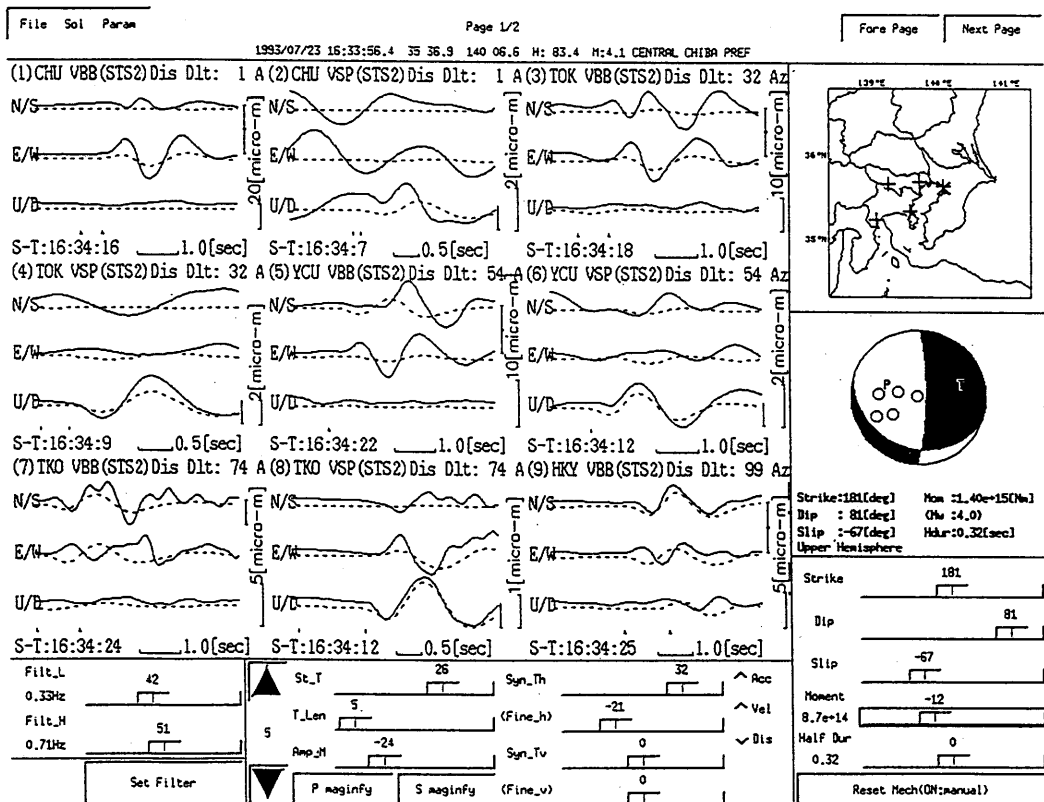 File Sol Param
Page 1/2
Fore Page
Next Page
1993/07/23 16:33:56.4 35 36.9 140 06.6 H: 83.4 M:4.1 CENTRAL CHIBA PREF
(1)CHU VBB(STS2)Dis Dlt: 1 A
N/S
E/W
U/D
20[micro-m]
S-T:16:34:16 1.0[sec]
(2)CHU VSP(STS2)Dis Dlt: 1 A
.2[micro-m]
S-T:16:34:7 0.5[sec]
(3)TOK VBB(STS2)Dis Dlt: 32 Az
N/S
E/W
U/D
10[micro-m]
S-T:16:34:18 1.0[sec]
(4)TOK VSP(STS2)Dis Dlt: 32 A
N/S
E/W
U/D
.2[micro-m]
S-T:16:34:9 0.5[sec]
(5)YCU VBB(STS2)Dis Dlt: 54 A
N/S
E/W
U/D
10[micro-m]
S-T:16:34:22 1.0[sec]
(6)YCU VSP(STS2)Dis Dlt: 54 Az
N/S
E/W
U/D
.2[micro-m]
S-T:16:34:12 1.0[sec]
(7)TKO VBB(STS2)Dis Dlt: 74 A
N/S
E/W
U/D
5[micro-m]
S-T:16:34:24 1.0[sec]
(8)TKO VSP(STS2)Dis Dlt: 74 A
N/S
E/W
U/D
1[micro-m]
S-T:16:34:12 0.5[sec]
(9)HKY VBB(STS2)Dis Dlt: 99 Az
N/S
E/W
U/D
5[micro-m]
S-T:16:34:25 1.0[sec]
139°E 140°E 141°E
36°N
35°N
P
T
Strike:181[deg] Mom :1.40e+15[Nm]
Dip : 81[deg] (Mw :4.0)
Slip :-67[deg] Hdur:0.32[sec]
Upper Hemisphere
Strike 181
Dip 81
Slip -67
Moment -12
8.7e+14
Half Dur 0
0.32
Reset Mech(ON:manual)
Filt_L 42
0.33Hz
Filt_H 51
0.71Hz
Set Filter
5
St_T 26
T_Len 5
Amp_M -24
P maginfy
S maginfy
Syn_Th 32
(Fine_h) -21
Syn_Tv 0
(Fine_v) 0
Acc
Vel
Dis